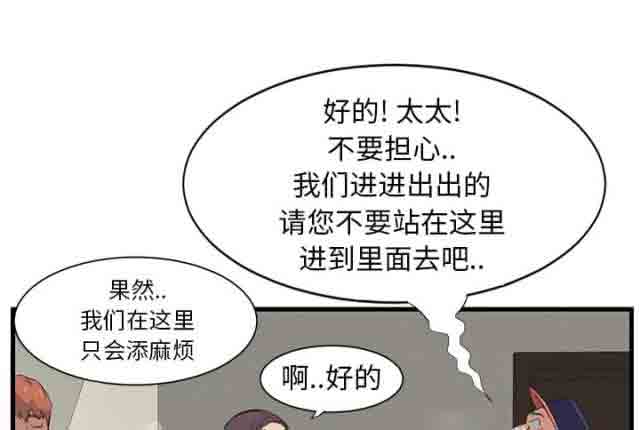 好的! 太太!
不要担心..
我们进进出出的
请您不要站在这里
进到里面去吧..
果然..
我们在这里
只会添麻烦
啊..好的